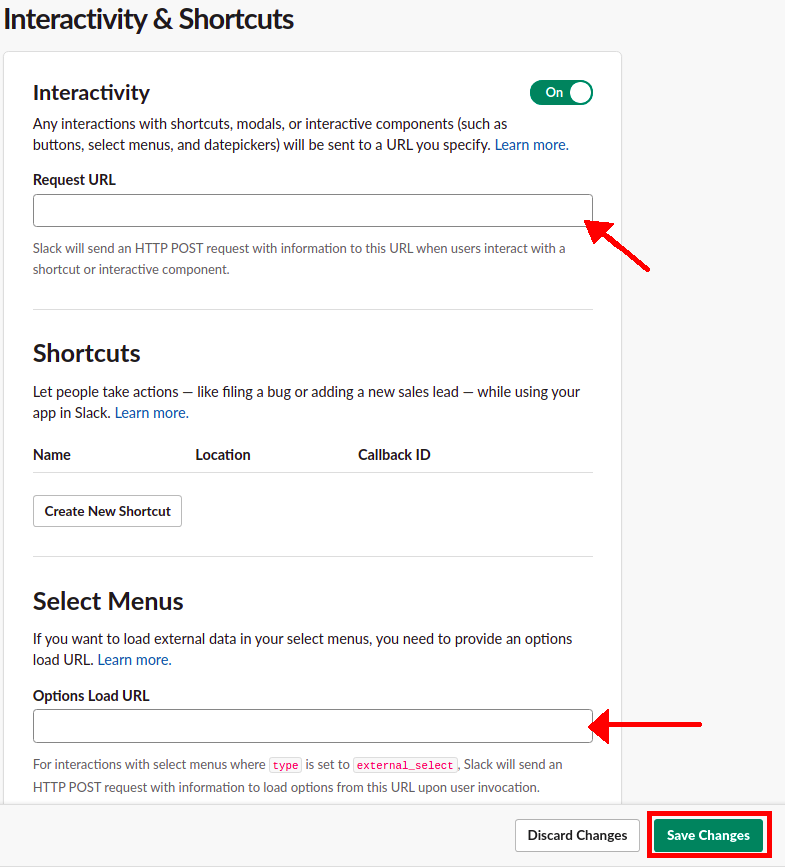 Interactivity & Shortcuts
Interactivity
On
Any interactions with shortcuts, modals, or interactive components (such as
buttons, select menus, and datepickers) will be sent to a URL you specify. Learn more.
Request URL
Slack will send an HTTP POST request with information to this URL when users interact with a
shortcut or interactive component.
Shortcuts
Let people take actions — like filing a bug or adding a new sales lead — while using your
app in Slack. Learn more.
Name Location Callback ID
Create New Shortcut
Select Menus
If you want to load external data in your select menus, you need to provide an options
load URL. Learn more.
Options Load URL
For interactions with select menus where type is set to external_select, Slack will send an
HTTP POST request with information to load options from this URL upon user invocation.
Discard Changes Save Changes